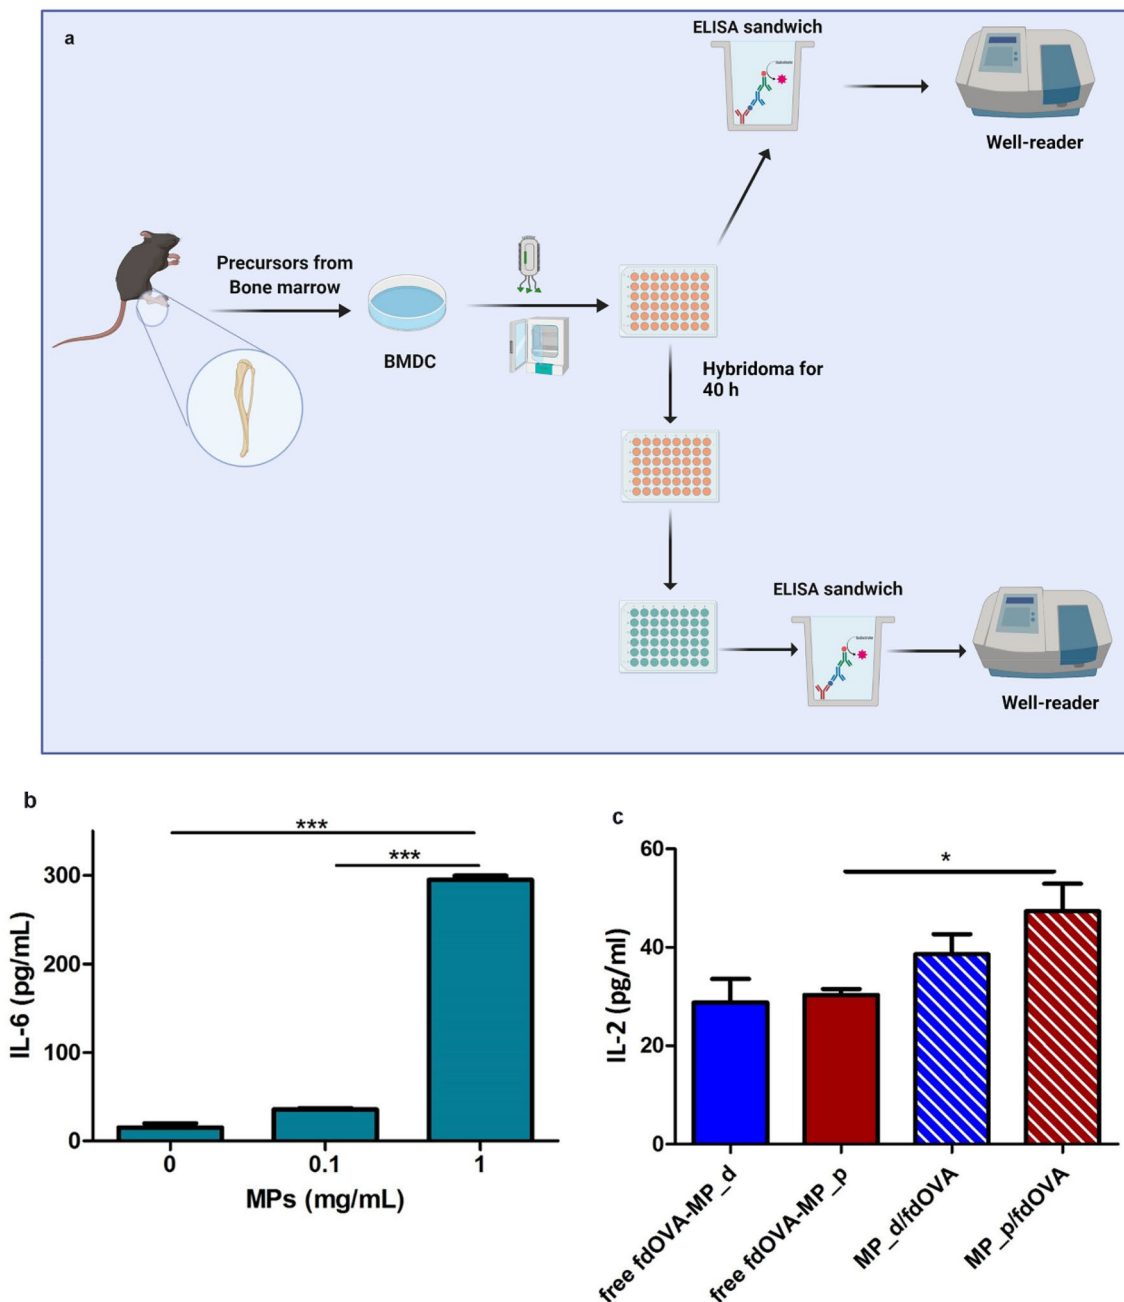 a
ELISA sandwich
Substrate
Well-reader
Precursors from
Bone marrow
BMDC
Hybridoma for
40 h
ELISA sandwich
Substrate
Well-reader
b
***
***
IL-6 (pg/mL)
300
200
100
0
0 0.1 1
MPs (mg/mL)
c
*
IL-2 (pg/ml)
60
40
20
0
free fdOVA-MP_d
free fdOVA-MP_p
MP_d/fdOVA
MP_p/fdOVA